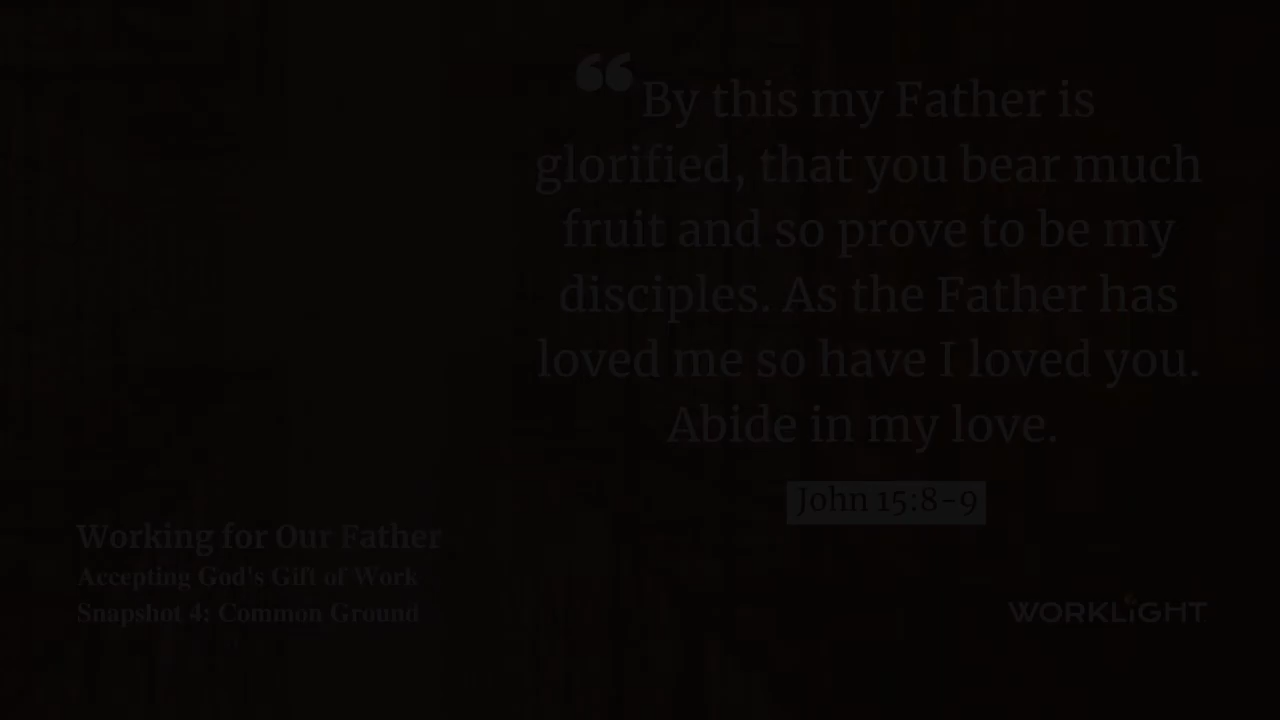 ❝ By this my Father is
glorified, that you bear much
fruit and so prove to be my
disciples. As the Father has
loved me so have I loved you.
Abide in my love.
John 15:8-9
Working for Our Father
Accepting God's Gift of Work
Snapshot 4: Common Ground
WORKLiGHT